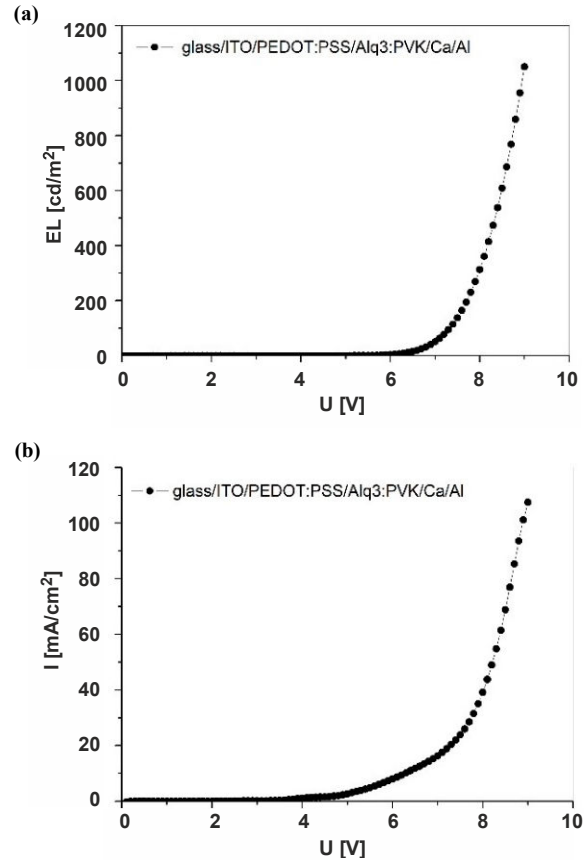 (a)
1200
glass/ITO/PEDOT:PSS/Alq3:PVK/Ca/Al
1000
800
EL [cd/m²]
600
400
200
0
0 2 4 6 8 10
U [V]
(b)
120
glass/ITO/PEDOT:PSS/Alq3:PVK/Ca/Al
100
80
I [mA/cm²]
60
40
20
0
0 2 4 6 8 10
U [V]